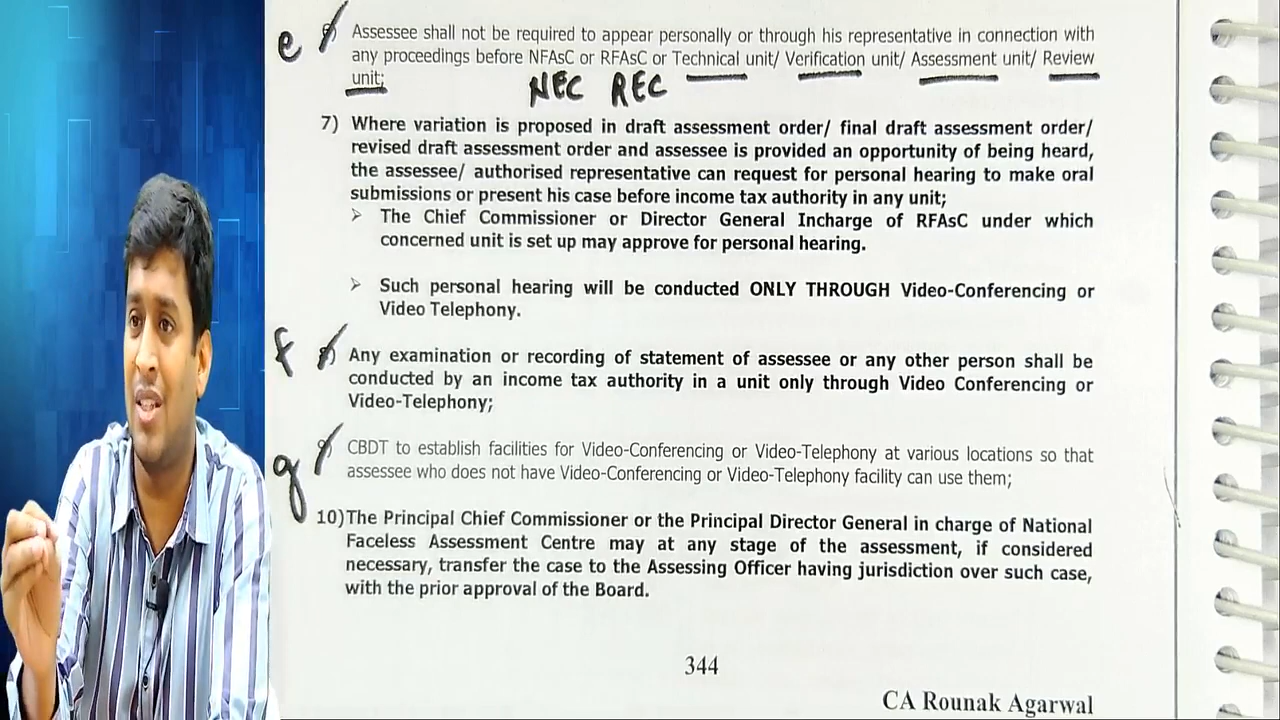 e Assessee shall not be required to appear personally or through his representative in connection with
any proceedings before NFAsC or RFAsC or Technical unit/ Verification unit/ Assessment unit/ Review
unit;
NEC REC
7) Where variation is proposed in draft assessment order/ final draft assessment order/
revised draft assessment order and assessee is provided an opportunity of being heard,
the assessee/ authorised representative can request for personal hearing to make oral
submissions or present his case before income tax authority in any unit;
➢ The Chief Commissioner or Director General Incharge of RFAsC under which
concerned unit is set up may approve for personal hearing.
➢ Such personal hearing will be conducted ONLY THROUGH Video-Conferencing or
Video Telephony.
f Any examination or recording of statement of assessee or any other person shall be
conducted by an income tax authority in a unit only through Video Conferencing or
Video-Telephony;
g CBDT to establish facilities for Video-Conferencing or Video-Telephony at various locations so that
assessee who does not have Video-Conferencing or Video-Telephony facility can use them;
10) The Principal Chief Commissioner or the Principal Director General in charge of National
Faceless Assessment Centre may at any stage of the assessment, if considered
necessary, transfer the case to the Assessing Officer having jurisdiction over such case,
with the prior approval of the Board.
344
CA Rounak Agarwal